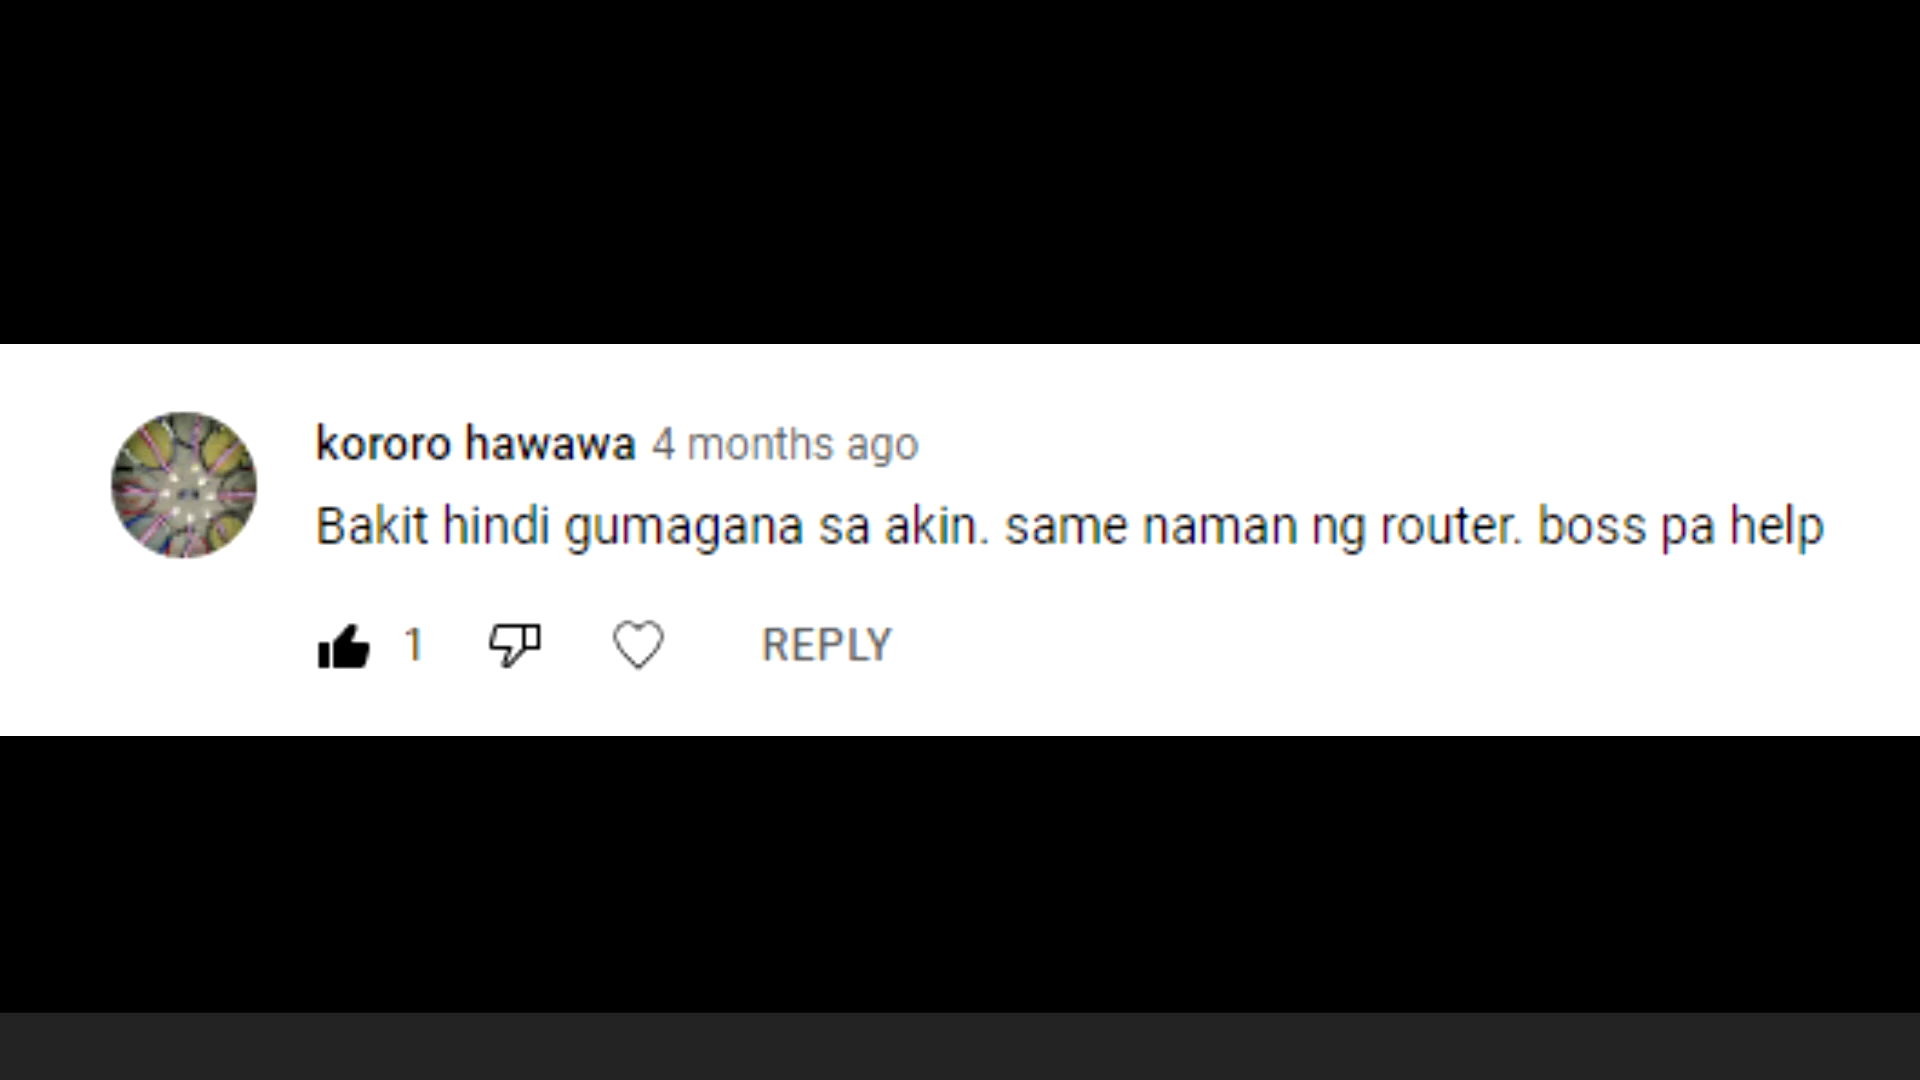 kororo hawawa 4 months ago
Bakit hindi gumagana sa akin. same naman ng router. boss pa help
1 REPLY